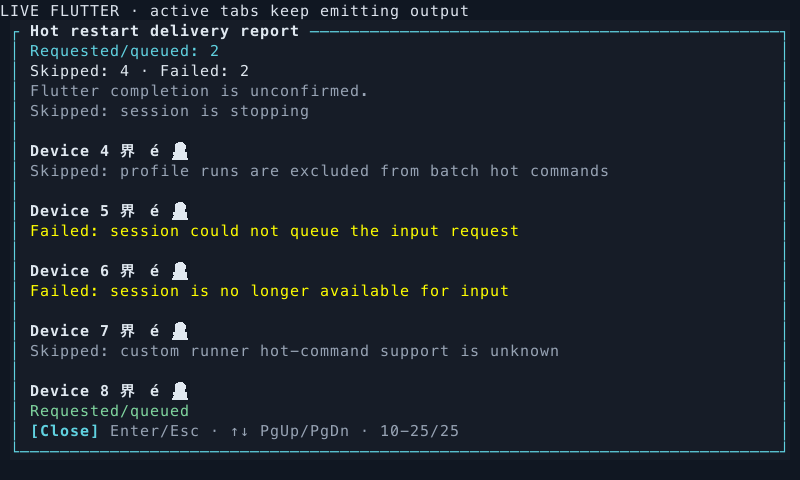 LIVE FLUTTER · active tabs keep emitting output
Hot restart delivery report
Requested/queued: 2
Skipped: 4 · Failed: 2
Flutter completion is unconfirmed.
Skipped: session is stopping
Device 4 界 é
Skipped: profile runs are excluded from batch hot commands
Device 5 界 é
Failed: session could not queue the input request
Device 6 界 é
Failed: session is no longer available for input
Device 7 界 é
Skipped: custom runner hot-command support is unknown
Device 8 界 é
Requested/queued
[Close] Enter/Esc · ↑↓ PgUp/PgDn · 10-25/25